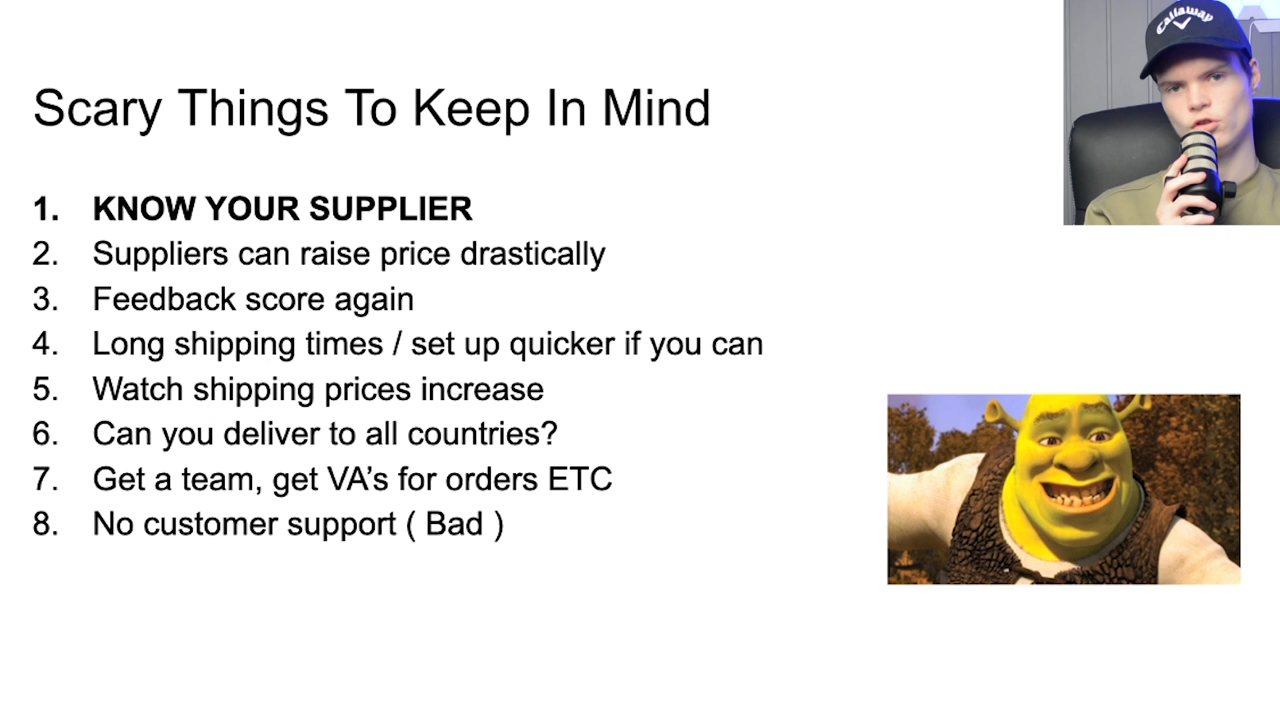 Callaway
Scary Things To Keep In Mind
1. KNOW YOUR SUPPLIER
2. Suppliers can raise price drastically
3. Feedback score again
4. Long shipping times / set up quicker if you can
5. Watch shipping prices increase
6. Can you deliver to all countries?
7. Get a team, get VA’s for orders ETC
8. No customer support ( Bad )